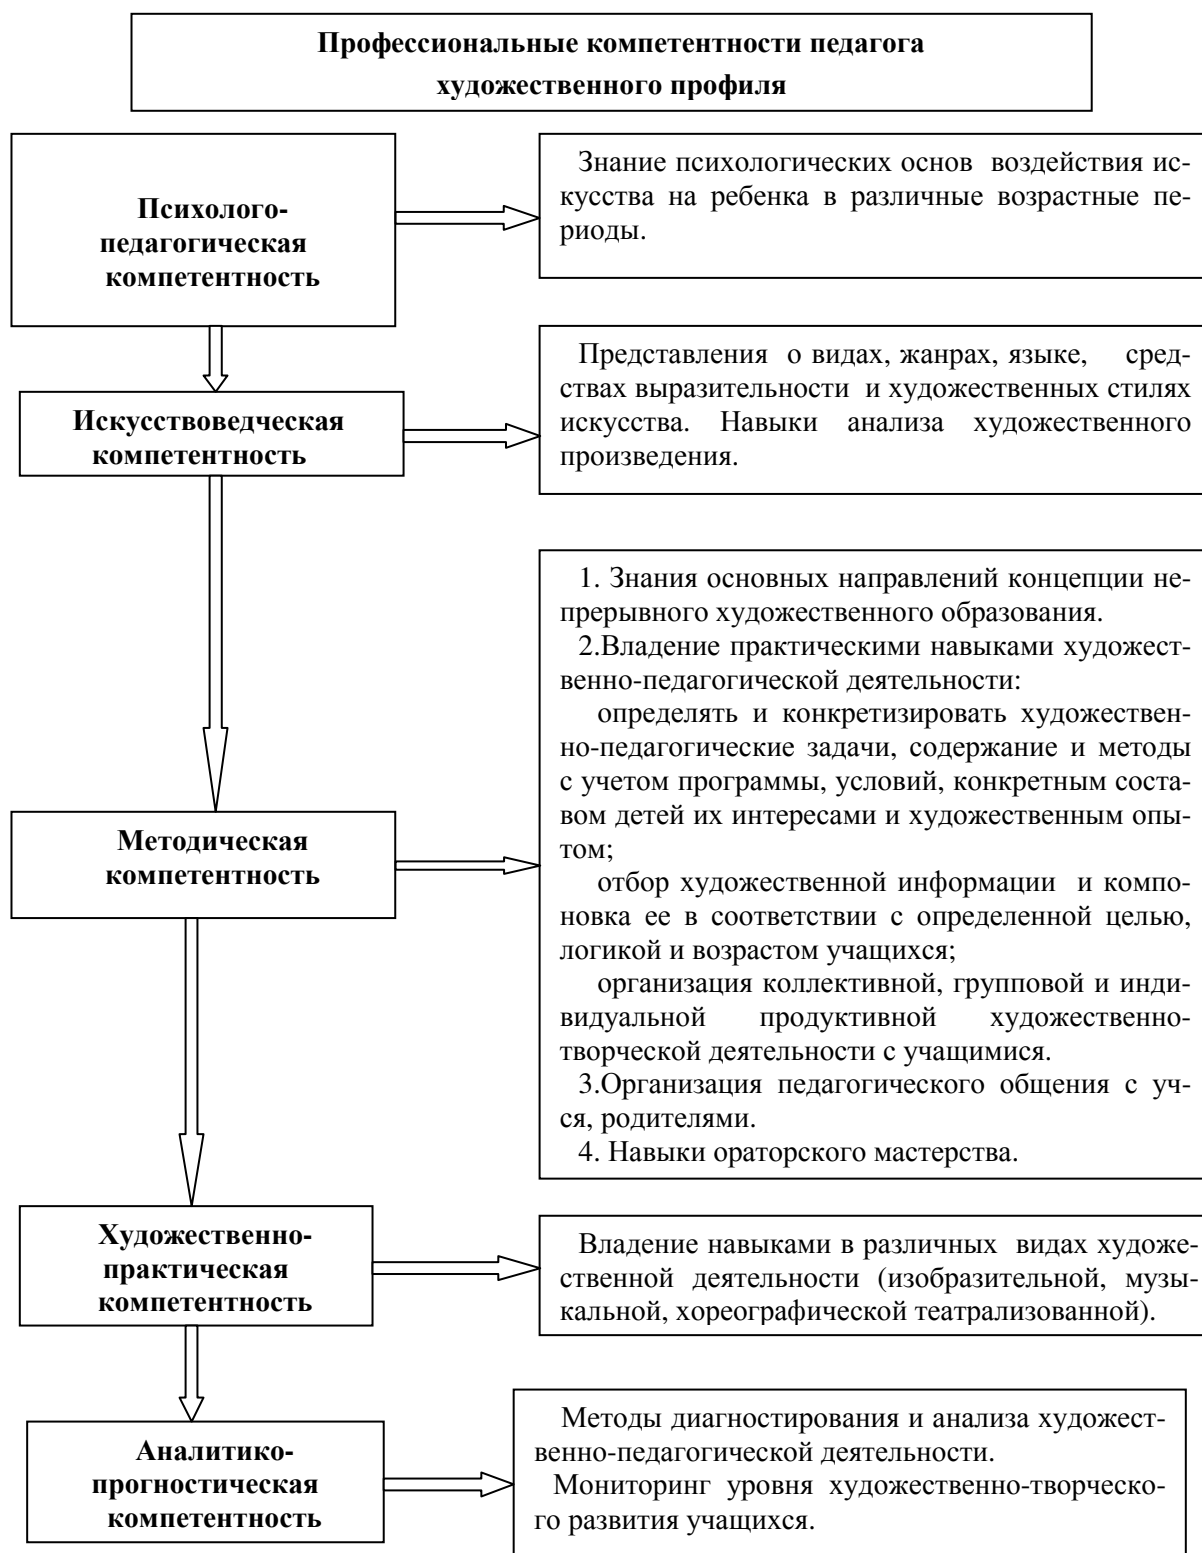 Профессиональные компетентности педагога
художественного профиля
Психолого-
педагогическая
компетентность
Знание психологических основ воздействия ис-
кусства на ребенка в различные возрастные пе-
риоды.
Искусствоведческая
компетентность
Представления о видах, жанрах, языке, сред-
ствах выразительности и художественных стилях
искусства. Навыки анализа художественного
произведения.
Методическая
компетентность
1. Знания основных направлений концепции не-
прерывного художественного образования.
2.Владение практическими навыками художест-
венно-педагогической деятельности:
определять и конкретизировать художествен-
но-педагогические задачи, содержание и методы
с учетом программы, условий, конкретным соста-
вом детей их интересами и художественным опы-
том;
отбор художественной информации и компо-
новка ее в соответствии с определенной целью,
логикой и возрастом учащихся;
организация коллективной, групповой и инди-
видуальной продуктивной художественно-
творческой деятельности с учащимися.
3.Организация педагогического общения с уч-
ся, родителями.
4. Навыки ораторского мастерства.
Художественно-
практическая
компетентность
Владение навыками в различных видах художе-
ственной деятельности (изобразительной, музы-
кальной, хореографической театрализованной).
Аналитико-
прогностическая
компетентность
Методы диагностирования и анализа художест-
венно-педагогической деятельности.
Мониторинг уровня художественно-творческо-
го развития учащихся.